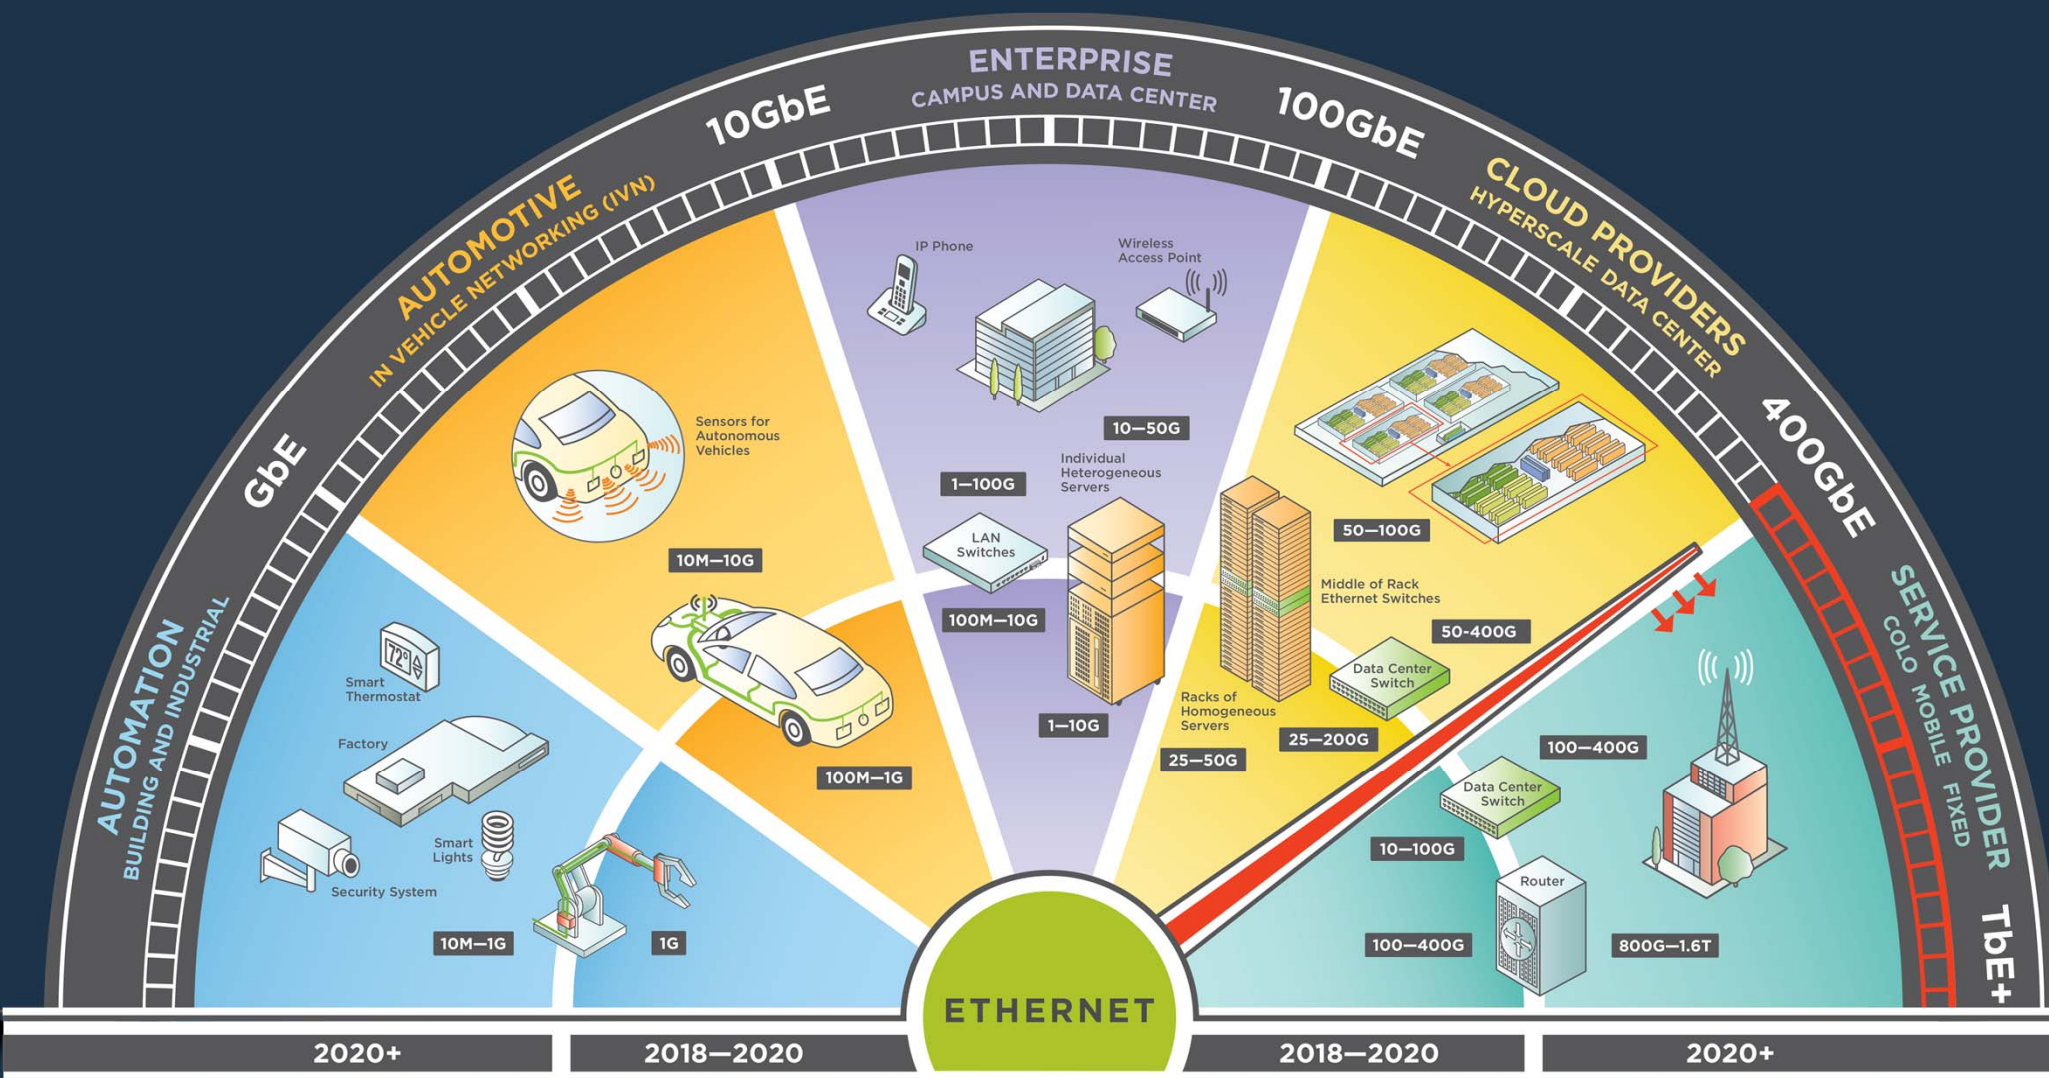 ENTERPRISE
CAMPUS AND DATA CENTER
10GbE
100GbE
AUTOMOTIVE
IN VEHICLE NETWORKING (IVN)
CLOUD PROVIDERS
HYPERSCALE DATA CENTER
GbE
400GbE
AUTOMATION
BUILDING AND INDUSTRIAL
SERVICE PROVIDER
COLO MOBILE FIXED
TbE+
Smart
Thermostat
72°
Factory
Security System
Smart
Lights
10M—1G
1G
Sensors for
Autonomous
Vehicles
10M—10G
100M—1G
IP Phone
Wireless
Access Point
10—50G
Individual
Heterogeneous
Servers
1—100G
LAN
Switches
100M—10G
1—10G
50—100G
Middle of Rack
Ethernet Switches
50-400G
Data Center
Switch
Racks of
Homogeneous
Servers
25—200G
25—50G
100—400G
Data Center
Switch
10—100G
Router
100—400G
800G—1.6T
ETHERNET
2020+
2018—2020
2018—2020
2020+